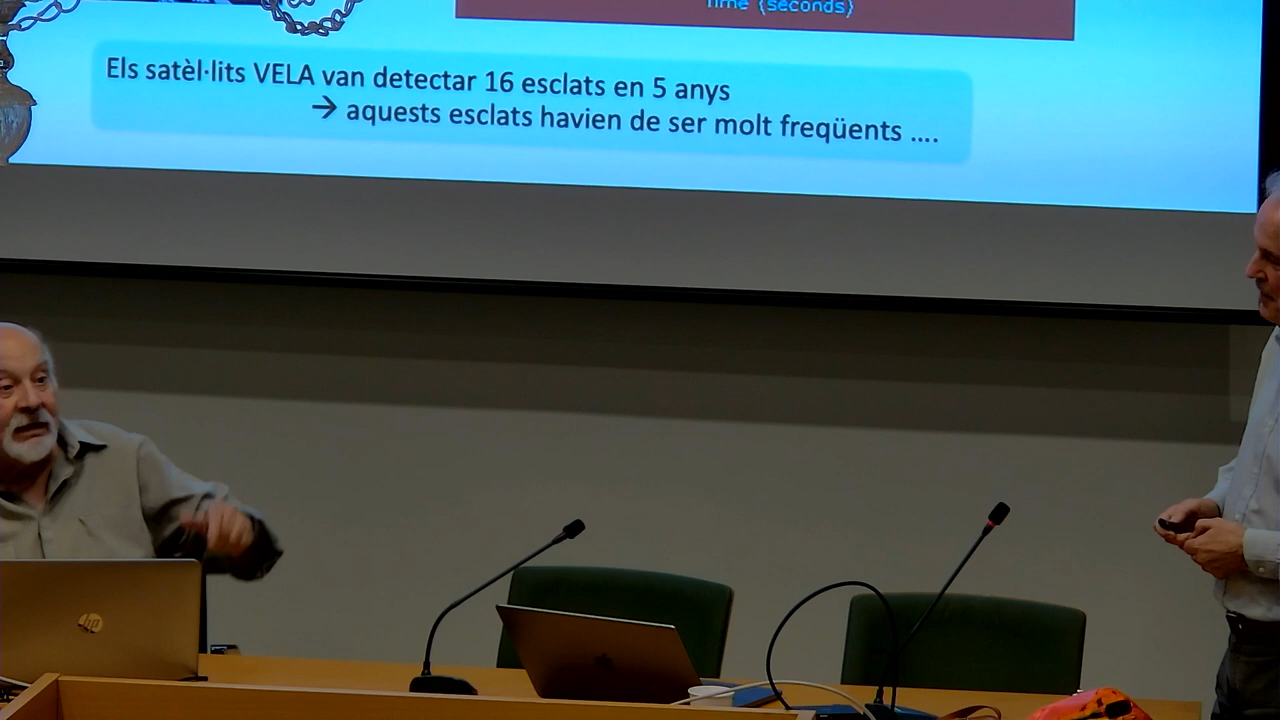 Time (seconds)
Els satèl·lits VELA van detectar 16 esclats en 5 anys
→ aquests esclats havien de ser molt freqüents ....
hp